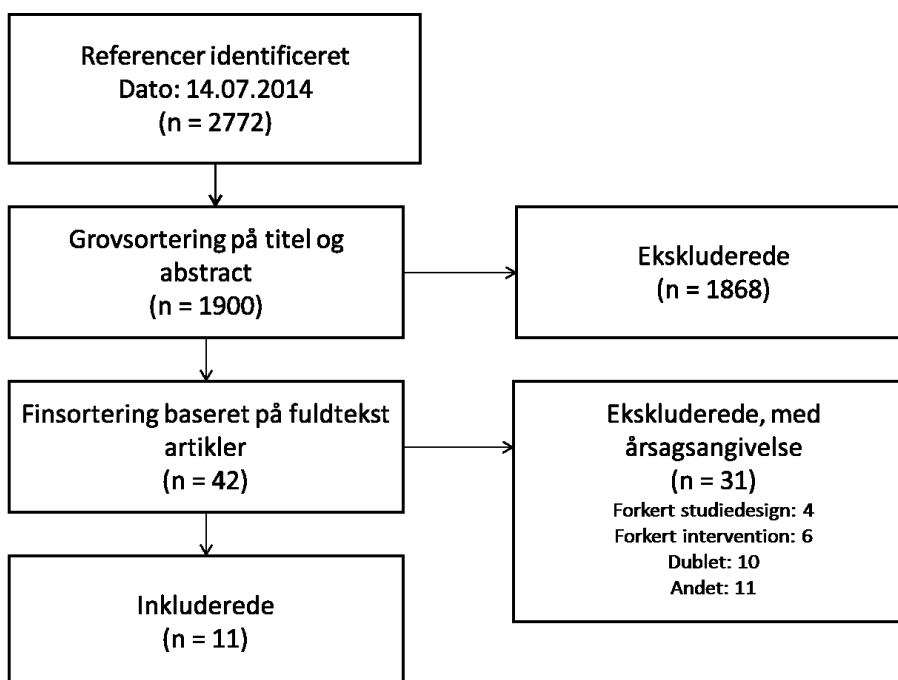 Referencer identificeret
Dato: 14.07.2014
(n = 2772)
Grovsortering på titel og
abstract
(n = 1900)
Ekskluderede
(n = 1868)
Finsortering baseret på fuldtekst
artikler
(n = 42)
Ekskluderede, med
årsagsangivelse
(n = 31)
Forkert studiedesign: 4
Forkert intervention: 6
Dublet: 10
Andet: 11
Inkluderede
(n = 11)